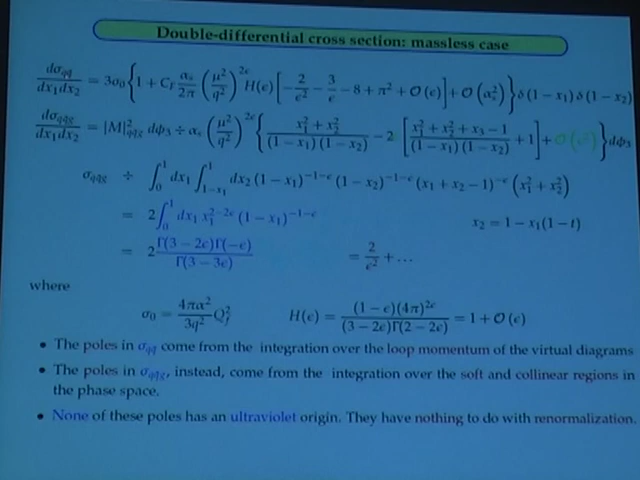 Double-differential cross section: massless case
dσ_qq̄/dx₁dx₂ = 3σ₀{1 + C_F α_s/2π (μ²/q²)^2ϵ H(ϵ) [−2/ϵ² − 3/ϵ − 8 + π² + O(ϵ)] + O(α_s²)} δ(1 − x₁) δ(1 − x₂)
dσ_qq̄g/dx₁dx₂ = |M|²_qq̄g dϕ₃ ÷ α_s (μ²/q²)^2ϵ {(x₁² + x₂²)/((1 − x₁)(1 − x₂)) − 2 [(x₁² + x₂² + x₃ − 1)/((1 − x₁)(1 − x₂)) + 1] + O(ϵ²)} dϕ₃
σ_qq̄g ÷ ∫₀¹ dx₁ ∫¹_{1−x₁} dx₂ (1 − x₁)^{−1−ϵ} (1 − x₂)^{−1−ϵ} (x₁ + x₂ − 1)^{−ϵ} (x₁² + x₂²)
= 2∫₀¹ dx₁ x₁^{2−2ϵ} (1 − x₁)^{−1−ϵ} x₂ = 1 − x₁(1 − t)
= 2 Γ(3 − 2ϵ)Γ(−ϵ)/Γ(3 − 3ϵ) = 2/ϵ² + …
where
σ₀ = 4πα²/3q² Q_f² H(ϵ) = (1 − ϵ)(4π)^{2ϵ}/((3 − 2ϵ)Γ(2 − 2ϵ)) = 1 + O(ϵ)
• The poles in σ_qq̄ come from the integration over the loop momentum of the virtual diagrams
• The poles in σ_qq̄g, instead, come from the integration over the soft and collinear regions in
the phase space.
• None of these poles has an ultraviolet origin. They have nothing to do with renormalization.